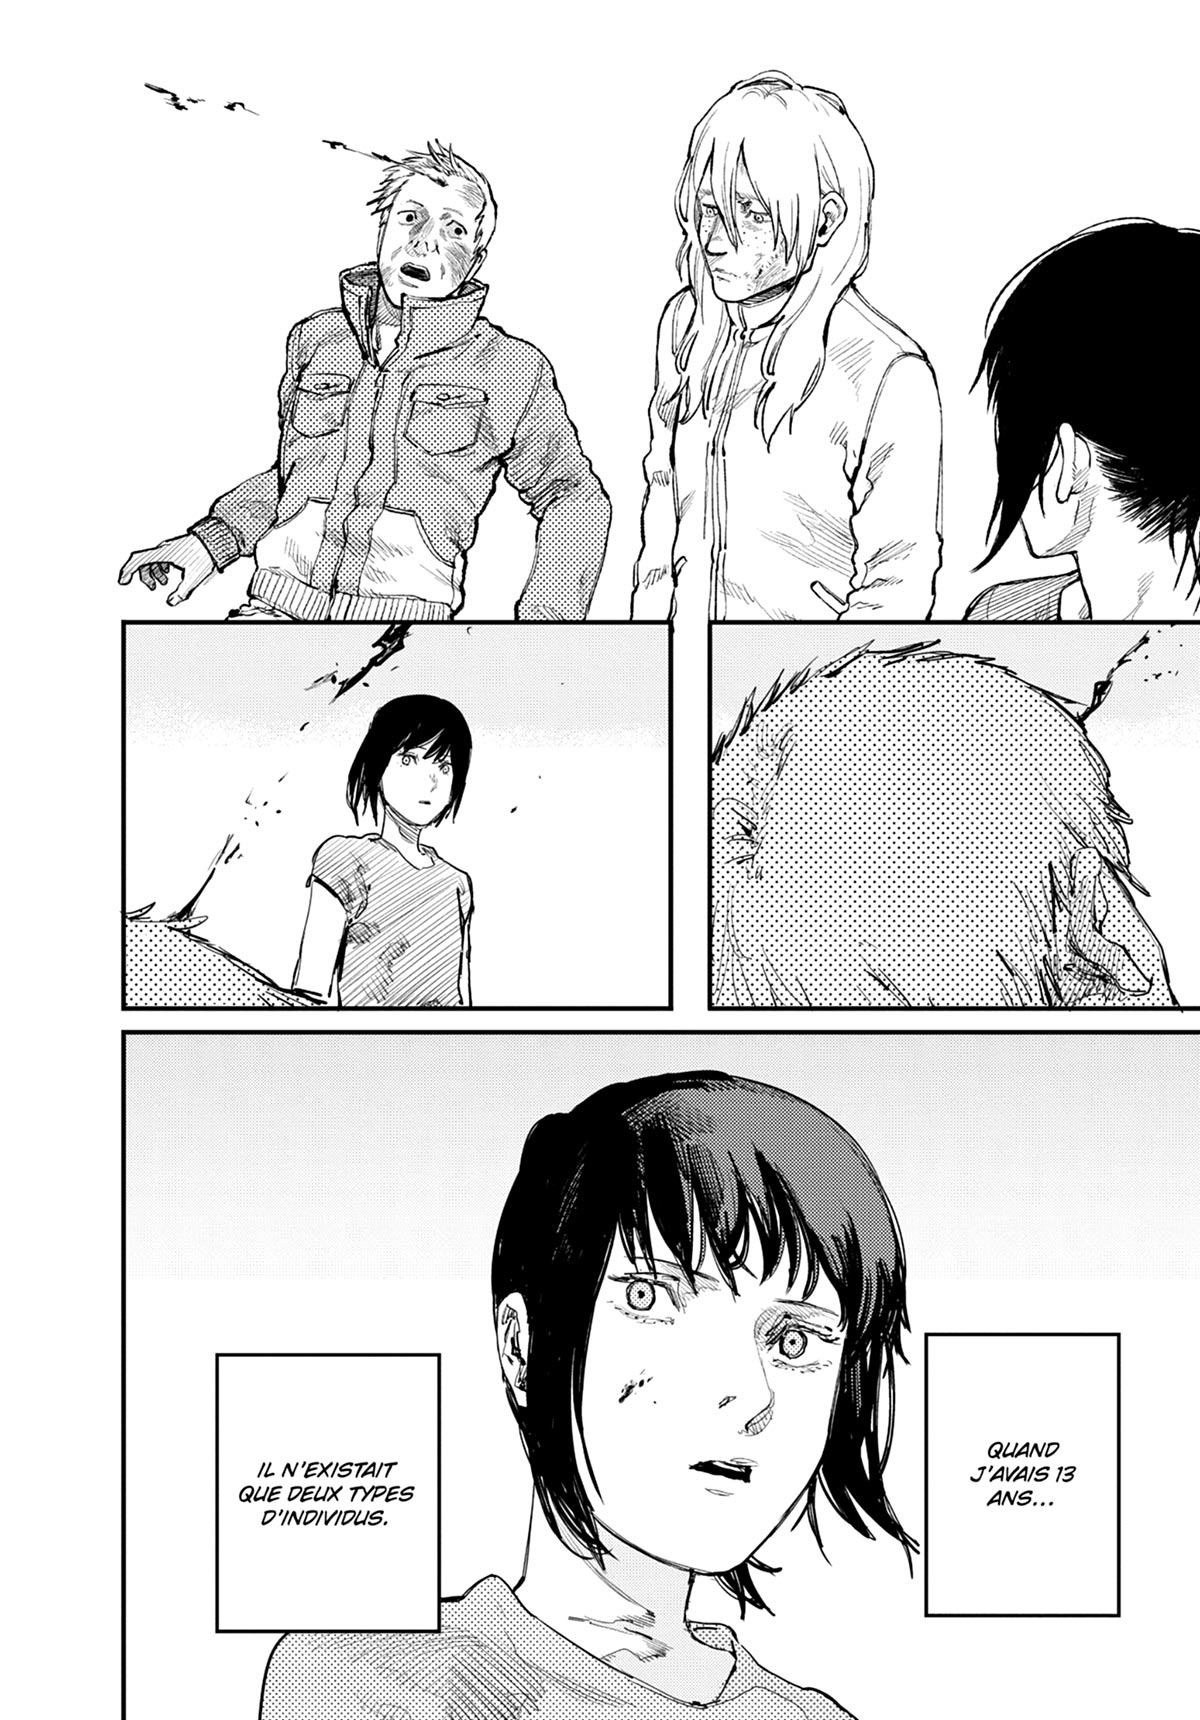 QUAND
J'AVAIS 13
ANS...
IL N'EXISTAIT
QUE DEUX TYPES
D'INDIVIDUS.